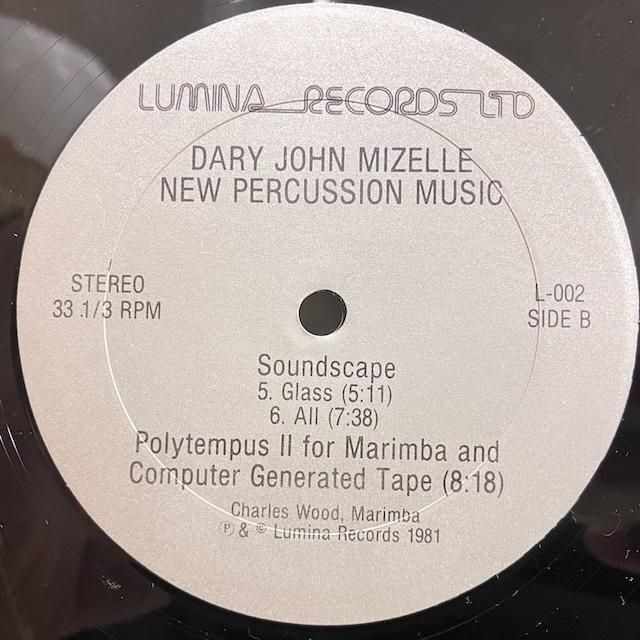 LUMINA RECORDS LTD
DARY JOHN MIZELLE
NEW PERCUSSION MUSIC
STEREO
33 1/3 RPM
L-002
SIDE B
Soundscape
5. Glass (5:11)
6. All (7:38)
Polytempus II for Marimba and
Computer Generated Tape (8:18)
Charles Wood, Marimba
Ⓟ & © Lumina Records 1981